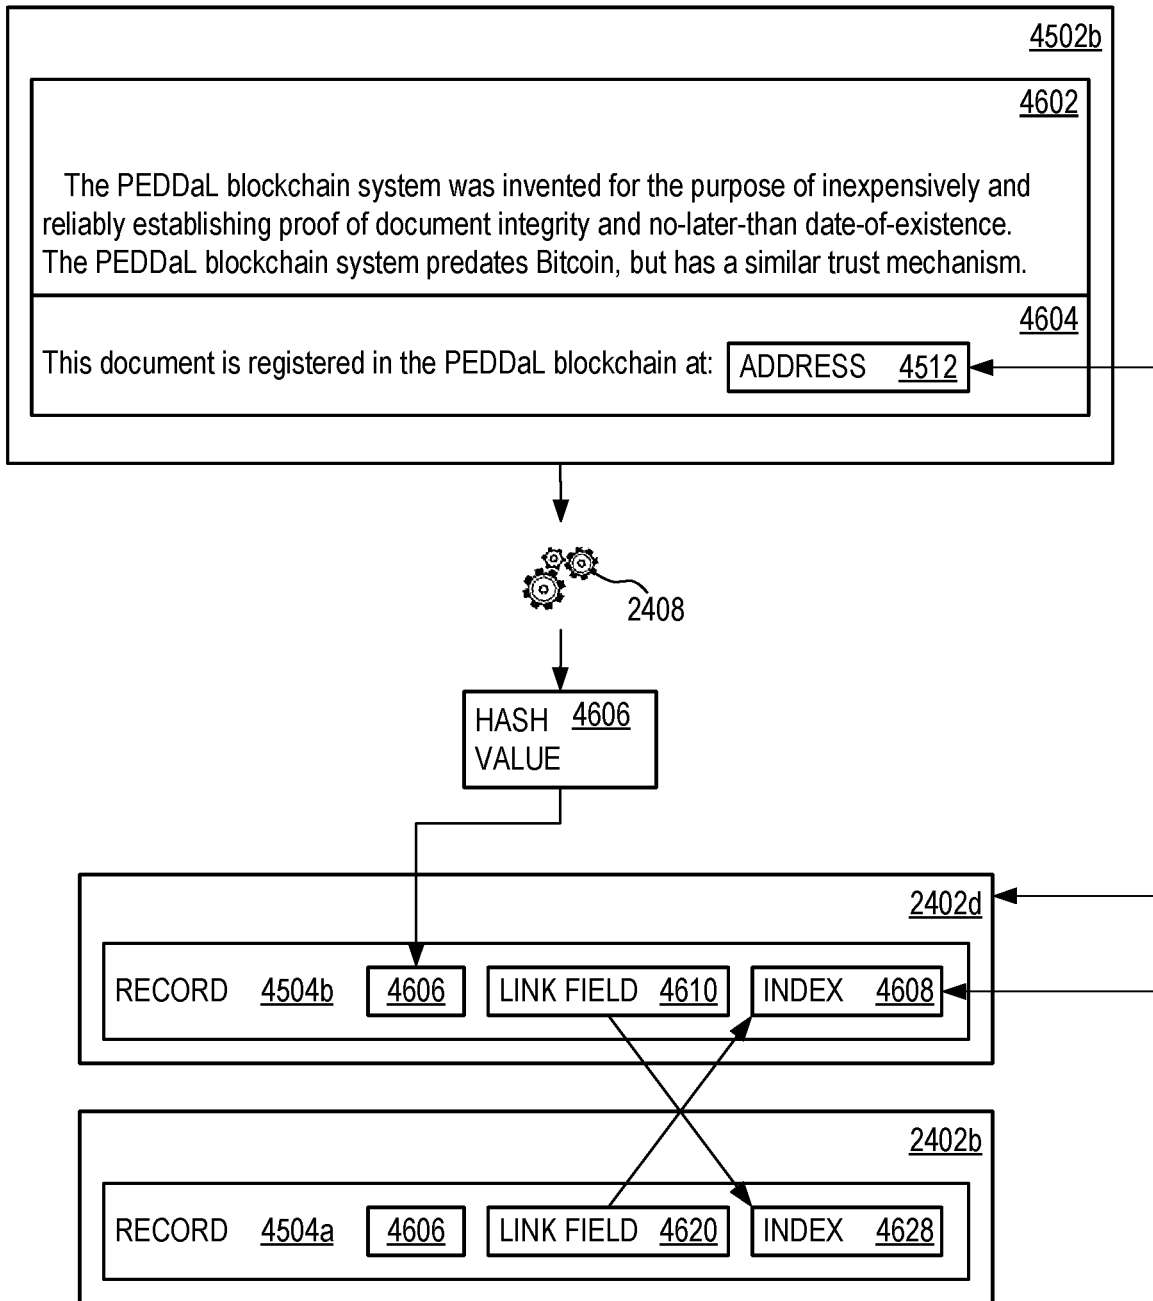 4502b
4602
The PEDDaL blockchain system was invented for the purpose of inexpensively and
reliably establishing proof of document integrity and no-later-than date-of-existence.
The PEDDaL blockchain system predates Bitcoin, but has a similar trust mechanism.
4604
This document is registered in the PEDDaL blockchain at: ADDRESS 4512
2408
HASH 4606
VALUE
2402d
RECORD 4504b 4606 LINK FIELD 4610 INDEX 4608
2402b
RECORD 4504a 4606 LINK FIELD 4620 INDEX 4628